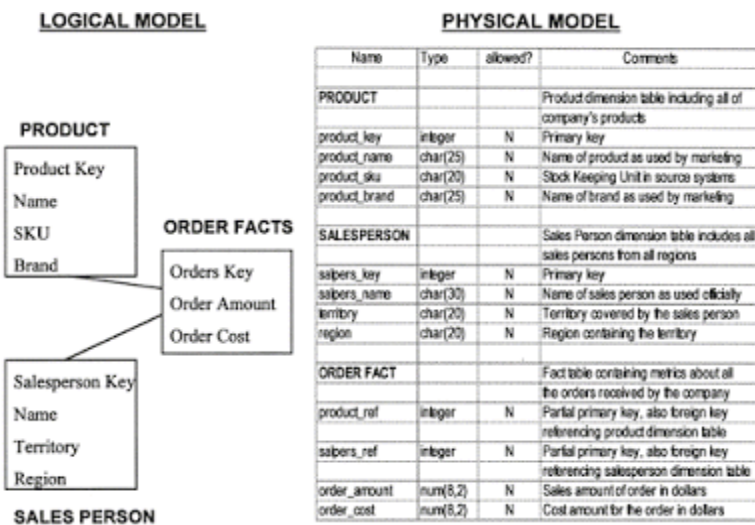 LOGICAL MODEL
PRODUCT
Product Key
Name
SKU
Brand
ORDER FACTS
Orders Key
Order Amount
Order Cost
Salesperson Key
Name
Territory
Region
SALES PERSON
PHYSICAL MODEL
Name Type allowed? Comments
PRODUCT Product dimension table including all of
company's products
product_key integer N Primary key
product_name char(25) N Name of product as used by marketing
product_sku char(20) N Stock Keeping Unit in source systems
product_brand char(25) N Name of brand as used by marketing
SALESPERSON Sales Person dimension table includes all
sales persons from all regions
salpers_key integer N Primary key
salpers_name char(30) N Name of sales person as used officially
territory char(20) N Territory covered by the sales person
region char(20) N Region containing the territory
ORDER FACT Fact table containing metrics about all
the orders received by the company
product_ref integer N Partial primary key, also foreign key
referencing product dimension table
salpers_ref integer N Partial primary key, also foreign key
referencing salesperson dimension table
order_amount num(8,2) N Sales amount of order in dollars
order_cost num(8,2) N Cost amount for the order in dollars